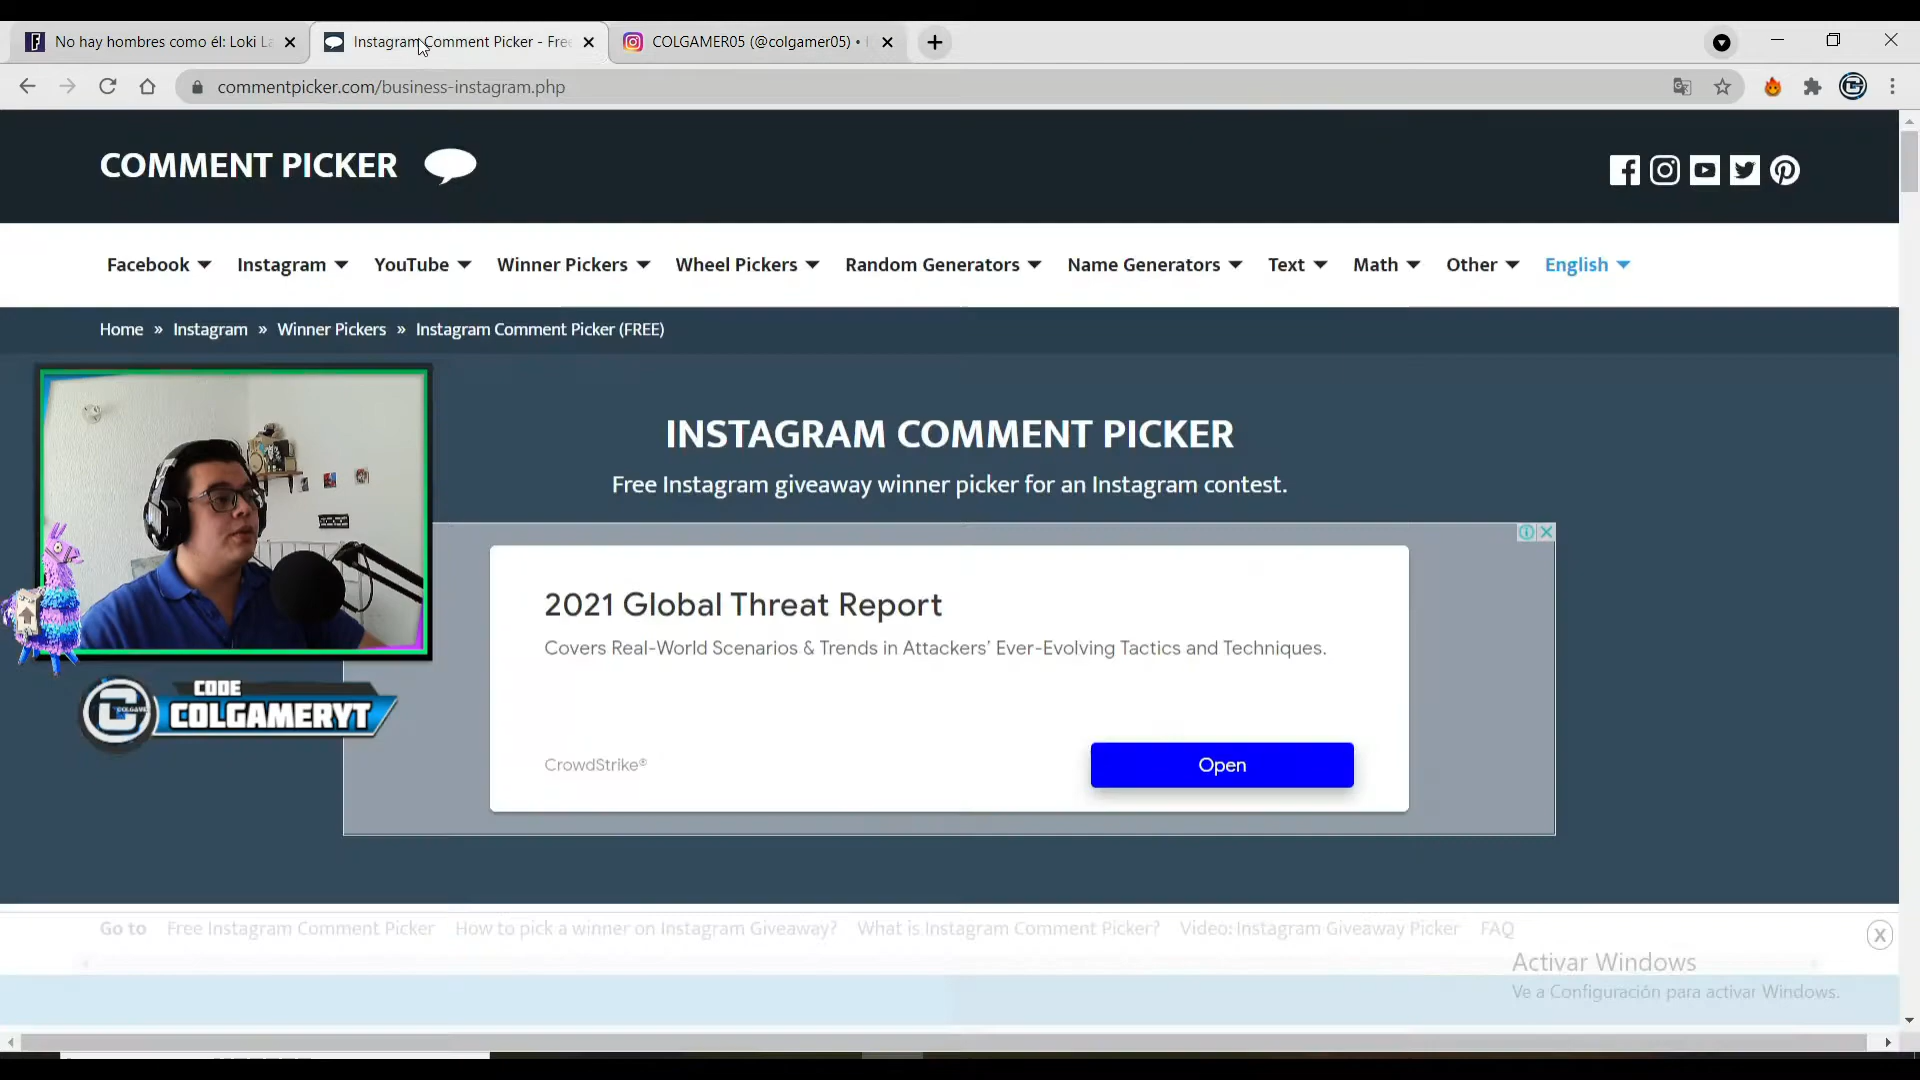 No hay hombres como él: Loki La
Instagram Comment Picker - Free
COLGAMER05 (@colgamer05) •
commentpicker.com/business-instagram.php
COMMENT PICKER
Facebook
Instagram
YouTube
Winner Pickers
Wheel Pickers
Random Generators
Name Generators
Text
Math
Other
English
Home » Instagram » Winner Pickers » Instagram Comment Picker (FREE)
INSTAGRAM COMMENT PICKER
Free Instagram giveaway winner picker for an Instagram contest.
2021 Global Threat Report
Covers Real-World Scenarios & Trends in Attackers’ Ever-Evolving Tactics and Techniques.
CrowdStrike®
Open
CODE
COLGAMERYT
Go to Free Instagram Comment Picker How to pick a winner on Instagram Giveaway? What is Instagram Comment Picker? Video: Instagram Giveaway Picker FAQ
Activar Windows
Ve a Configuración para activar Windows.